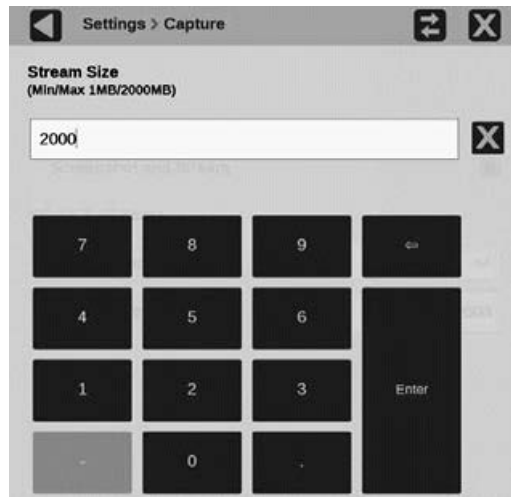 Settings > Capture
Stream Size
(Min/Max 1MB/2000MB)
2000
7 8 9 ⇦
4 5 6
1 2 3 Enter
- 0 .